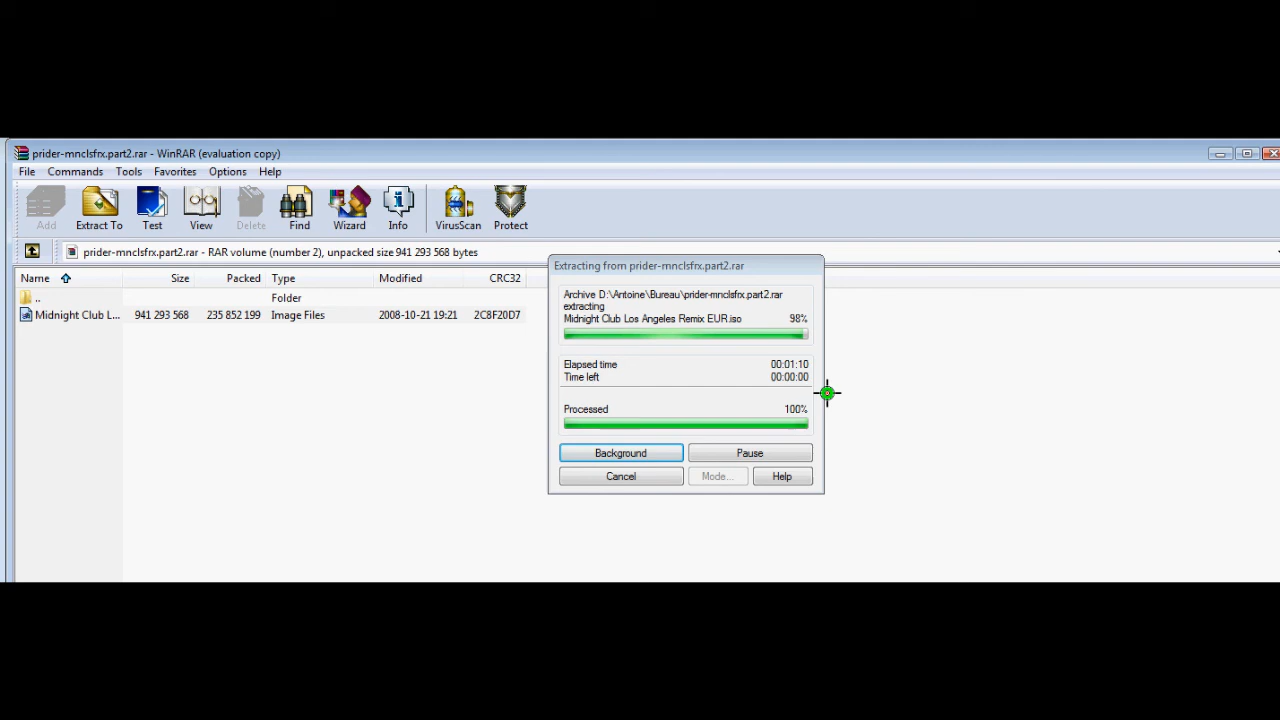 prider-mnclsfrx.part2.rar - WinRAR (evaluation copy)
File Commands Tools Favorites Options Help
Add Extract To Test View Delete Find Wizard Info VirusScan Protect
prider-mnclsfrx.part2.rar - RAR volume (number 2), unpacked size 941 293 568 bytes
Name Size Packed Type Modified CRC32
.. Folder
Midnight Club L... 941 293 568 235 852 199 Image Files 2008-10-21 19:21 2C8F20D7
Extracting from prider-mnclsfrx.part2.rar
Archive D:\Antoine\Bureau\prider-mnclsfrx.part2.rar
extracting
Midnight Club Los Angeles Remix EUR.iso 98%
Elapsed time 00:01:10
Time left 00:00:00
Processed 100%
Background Pause
Cancel Mode... Help